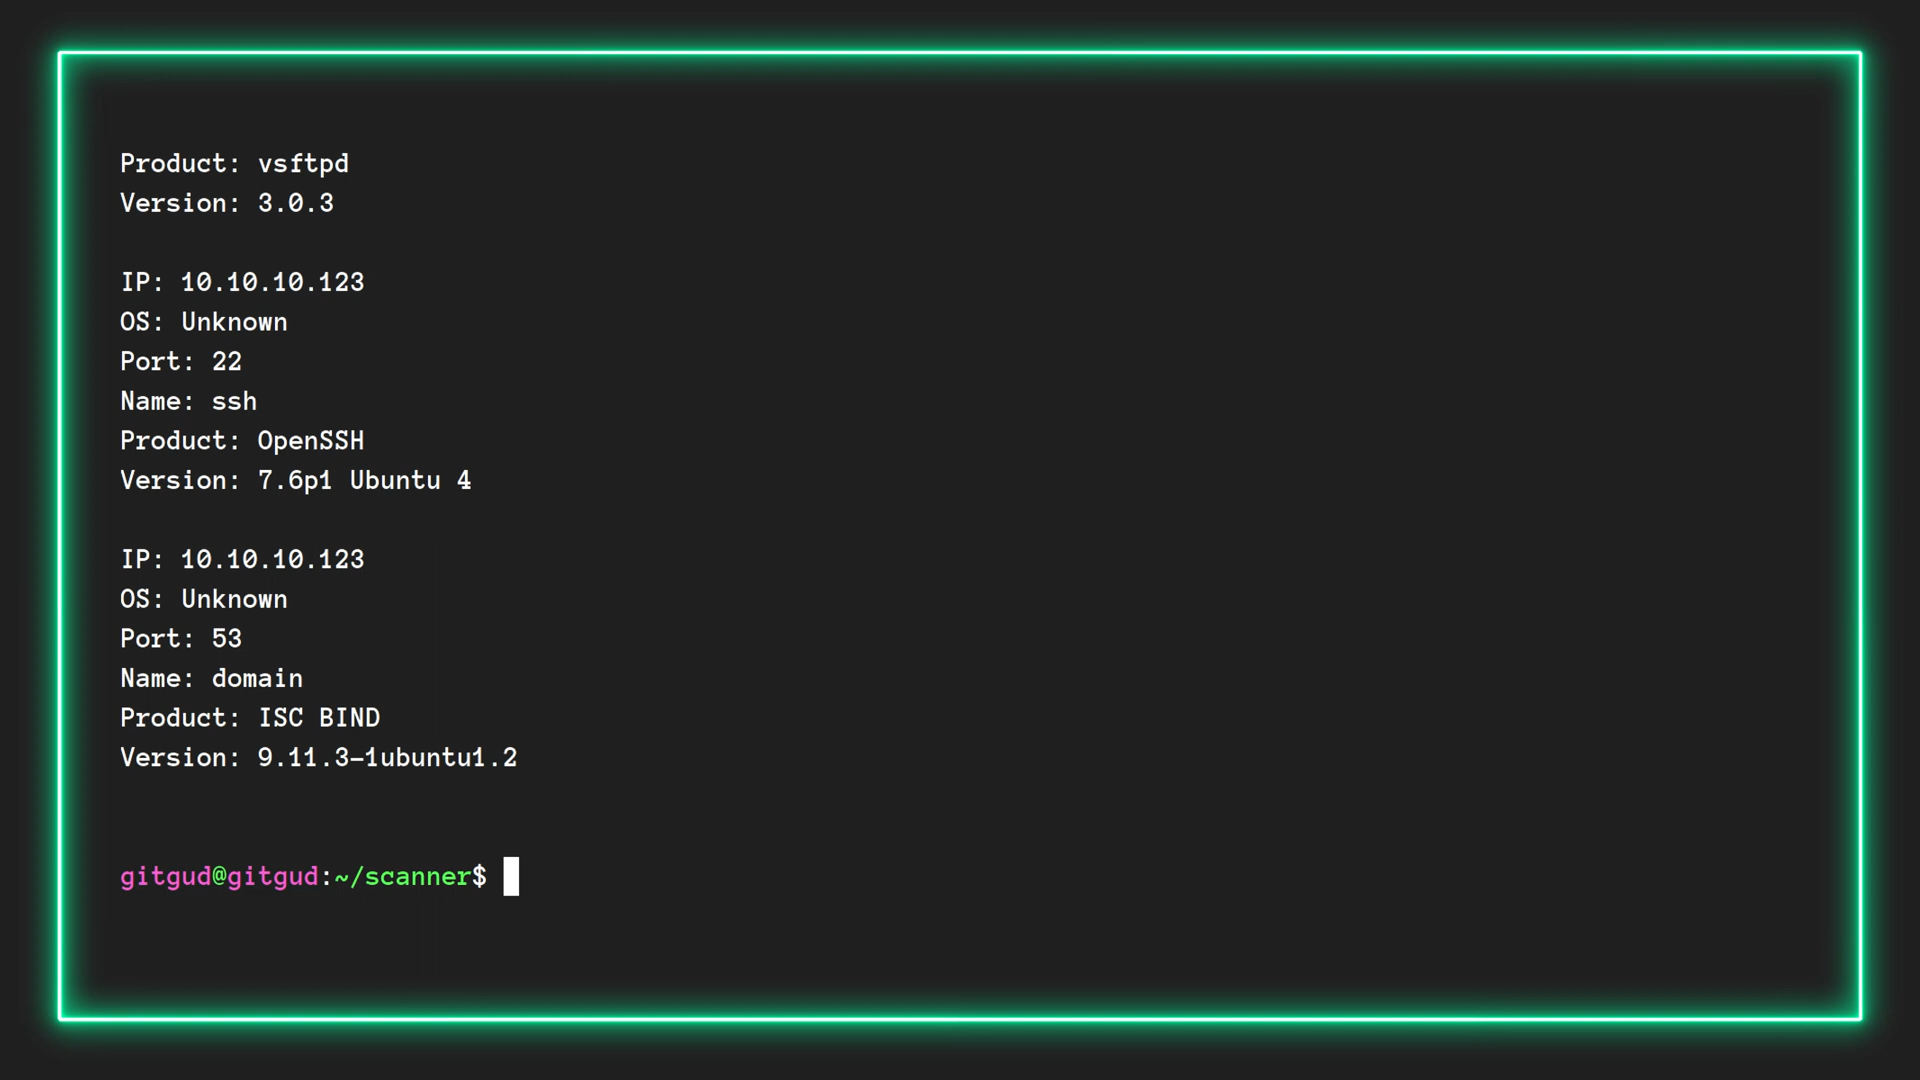 Product: vsftpd
Version: 3.0.3
IP: 10.10.10.123
OS: Unknown
Port: 22
Name: ssh
Product: OpenSSH
Version: 7.6p1 Ubuntu 4
IP: 10.10.10.123
OS: Unknown
Port: 53
Name: domain
Product: ISC BIND
Version: 9.11.3-1ubuntu1.2
gitgud@gitgud:~/scanner$